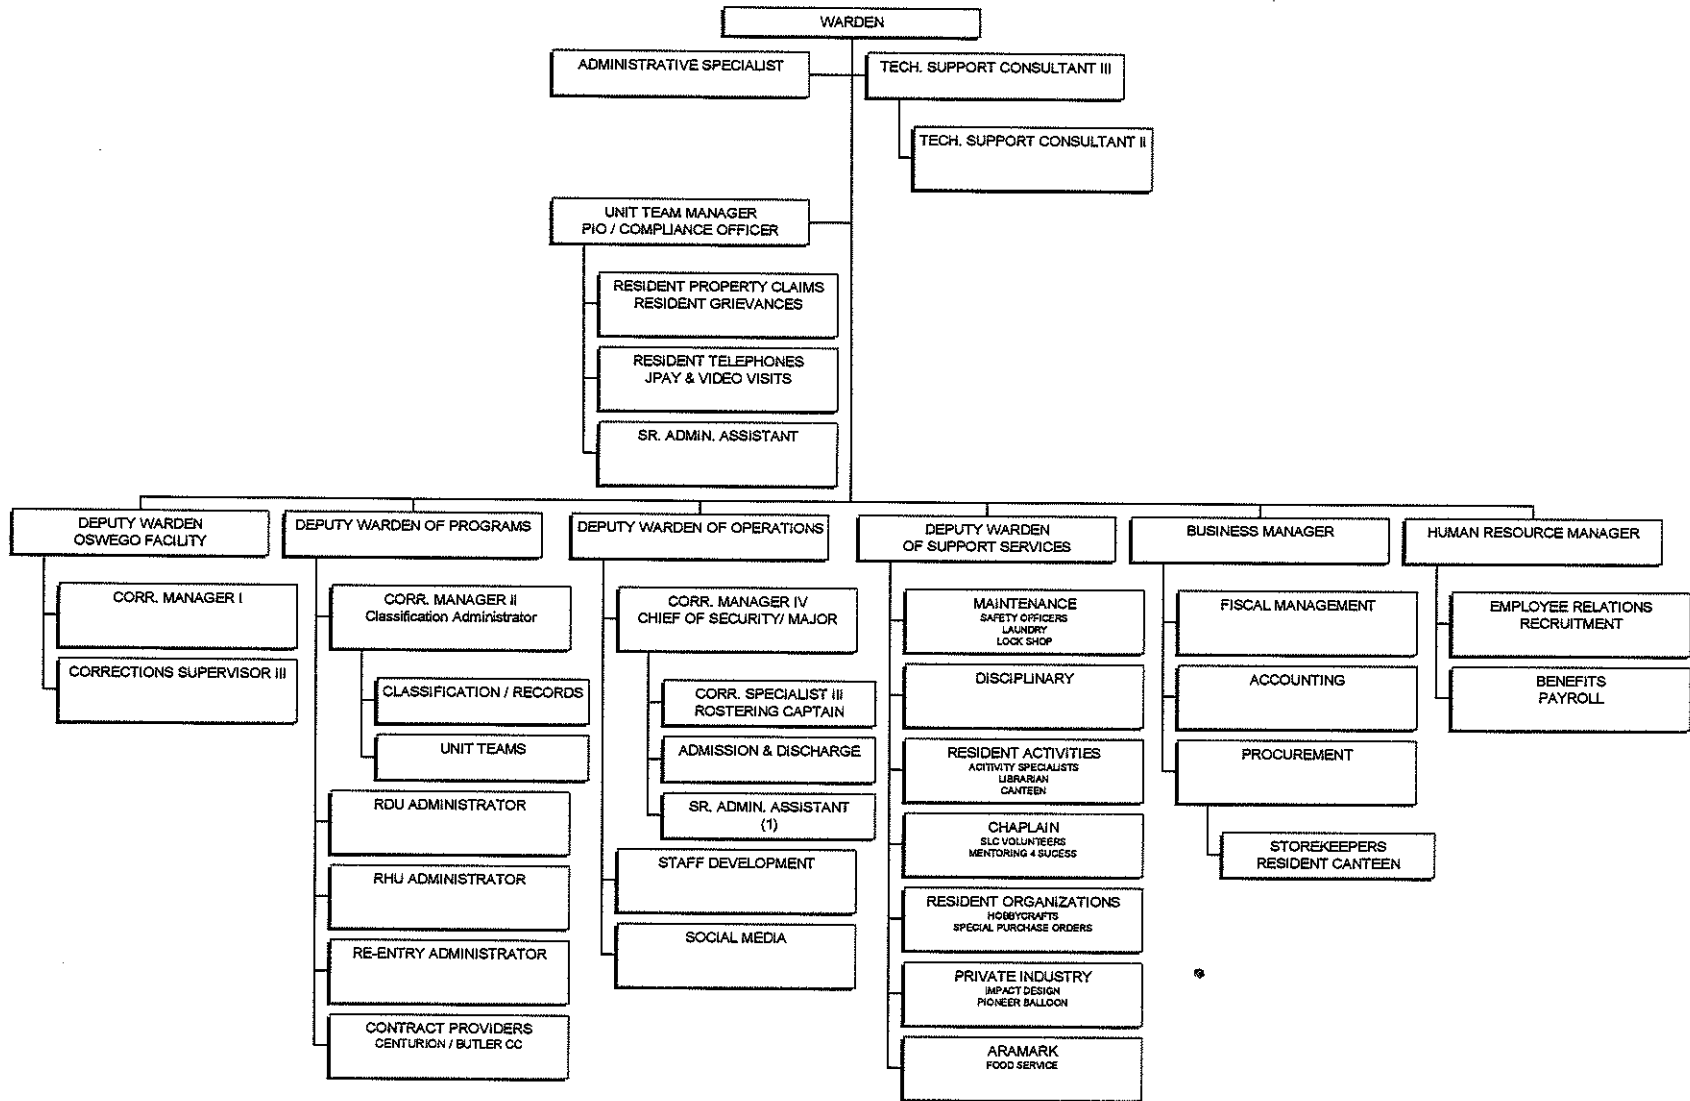 WARDEN
ADMINISTRATIVE SPECIALIST
TECH. SUPPORT CONSULTANT III
TECH. SUPPORT CONSULTANT II
UNIT TEAM MANAGER
PIO / COMPLIANCE OFFICER
RESIDENT PROPERTY CLAIMS
RESIDENT GRIEVANCES
RESIDENT TELEPHONES
JPAY & VIDEO VISITS
SR. ADMIN. ASSISTANT
DEPUTY WARDEN
OSWEGO FACILITY
CORR. MANAGER I
CORRECTIONS SUPERVISOR III
DEPUTY WARDEN OF PROGRAMS
CORR. MANAGER II
Classification Administrator
CLASSIFICATION / RECORDS
UNIT TEAMS
RDU ADMINISTRATOR
RHU ADMINISTRATOR
RE-ENTRY ADMINISTRATOR
CONTRACT PROVIDERS
CENTURION / BUTLER CC
DEPUTY WARDEN OF OPERATIONS
CORR. MANAGER IV
CHIEF OF SECURITY/ MAJOR
CORR. SPECIALIST III
ROSTERING CAPTAIN
ADMISSION & DISCHARGE
SR. ADMIN. ASSISTANT
(1)
STAFF DEVELOPMENT
SOCIAL MEDIA
DEPUTY WARDEN
OF SUPPORT SERVICES
MAINTENANCE
SAFETY OFFICERS
LAUNDRY
LOCK SHOP
DISCIPLINARY
RESIDENT ACTIVITIES
ACITIVITY SPECIALISTS
LIBRARIAN
CANTEEN
CHAPLAIN
SLC VOLUNTEERS
MENTORING 4 SUCESS
RESIDENT ORGANIZATIONS
HOBBYCRAFTS
SPECIAL PURCHASE ORDERS
PRIVATE INDUSTRY
IMPACT DESIGN
PIONEER BALLOON
ARAMARK
FOOD SERVICE
BUSINESS MANAGER
FISCAL MANAGEMENT
ACCOUNTING
PROCUREMENT
STOREKEEPERS
RESIDENT CANTEEN
HUMAN RESOURCE MANAGER
EMPLOYEE RELATIONS
RECRUITMENT
BENEFITS
PAYROLL